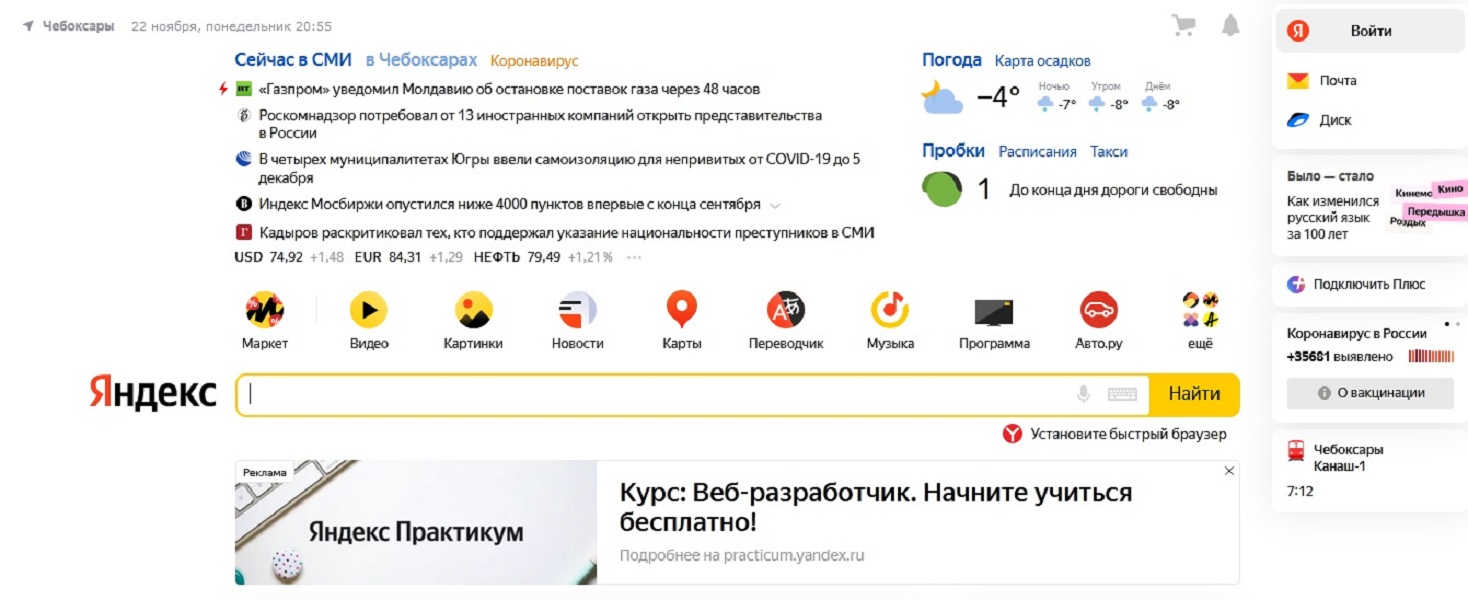 Чебоксары 22 ноября, понедельник 20:55
Сейчас в СМИ в Чебоксарах Коронавирус
«Газпром» уведомил Молдавию об остановке поставок газа через 48 часов
Роскомнадзор потребовал от 13 иностранных компаний открыть представительства
в России
В четырех муниципалитетах Югры ввели самоизоляцию для непривитых от COVID-19 до 5
декабря
Индекс Мосбиржи опустился ниже 4000 пунктов впервые с конца сентября
Кадыров раскритиковал тех, кто поддержал указание национальности преступников в СМИ
USD 74,92 +1,48 EUR 84,31 +1,29 НЕФТЬ 79,49 +1,21%
Погода Карта осадков
−4° Ночью -7° Утром -8° Днём -8°
Пробки Расписания Такси
1 До конца дня дороги свободны
Маркет Видео Картинки Новости Карты Переводчик Музыка Программа Авто.ру ещё
Яндекс Найти
Установите быстрый браузер
Реклама
Яндекс Практикум
Курс: Веб-разработчик. Начните учиться
бесплатно!
Подробнее на practicum.yandex.ru
Войти
Почта
Диск
Было — стало
Как изменился
русский язык
за 100 лет
Кинемо Кино
Передышка
Роздых
Подключить Плюс
Коронавирус в России
+35681 выявлено
О вакцинации
Чебоксары
Канаш-1
7:12